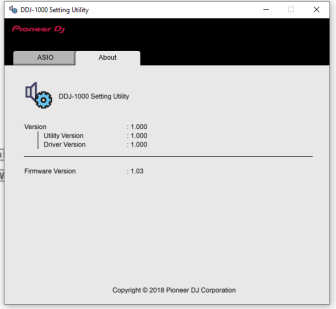 DDJ-1000 Setting Utility
Pioneer Dj
ASIO About
DDJ-1000 Setting Utility
Version : 1.000
Utility Version : 1.000
Driver Version : 1.000
Firmware Version : 1.03
Copyright © 2018 Pioneer DJ Corporation